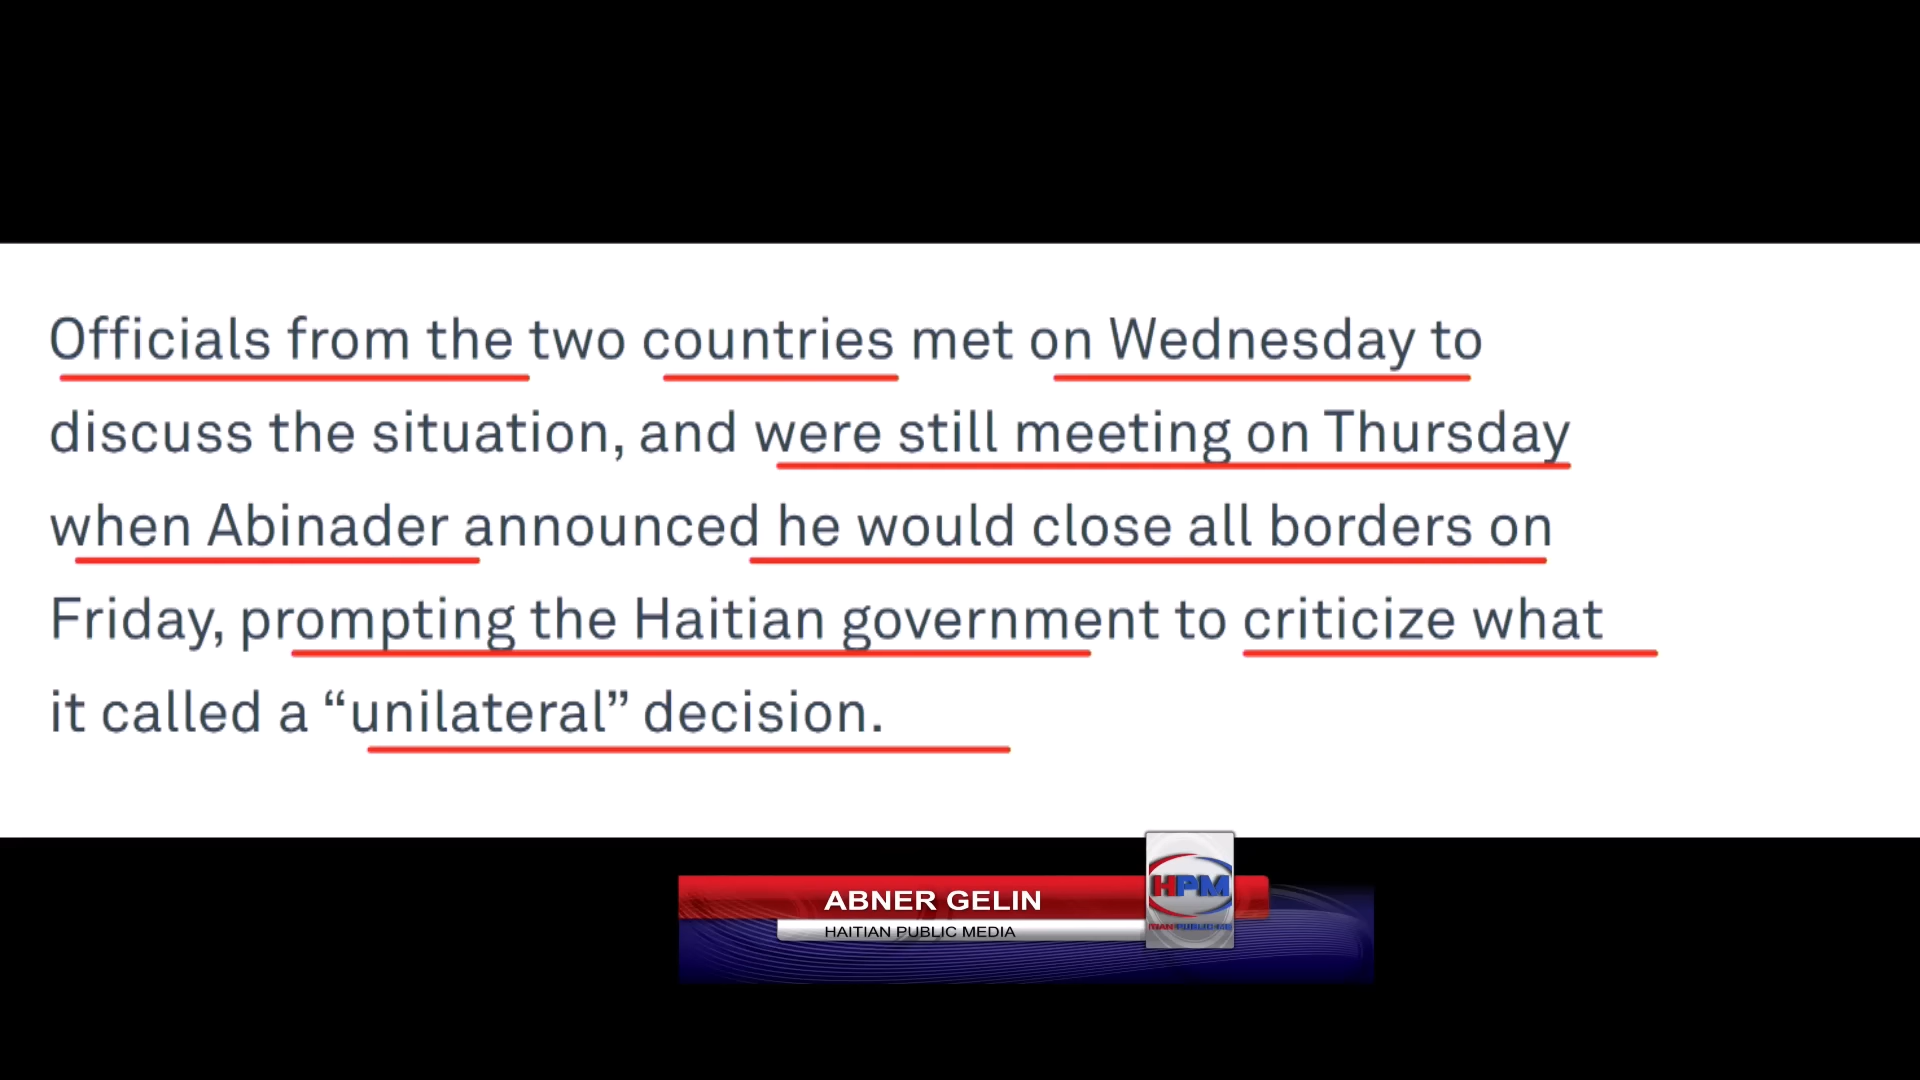 Officials from the two countries met on Wednesday to
discuss the situation, and were still meeting on Thursday
when Abinader announced he would close all borders on
Friday, prompting the Haitian government to criticize what
it called a “unilateral” decision.
ABNER GELIN
HAITIAN PUBLIC MEDIA
HPM